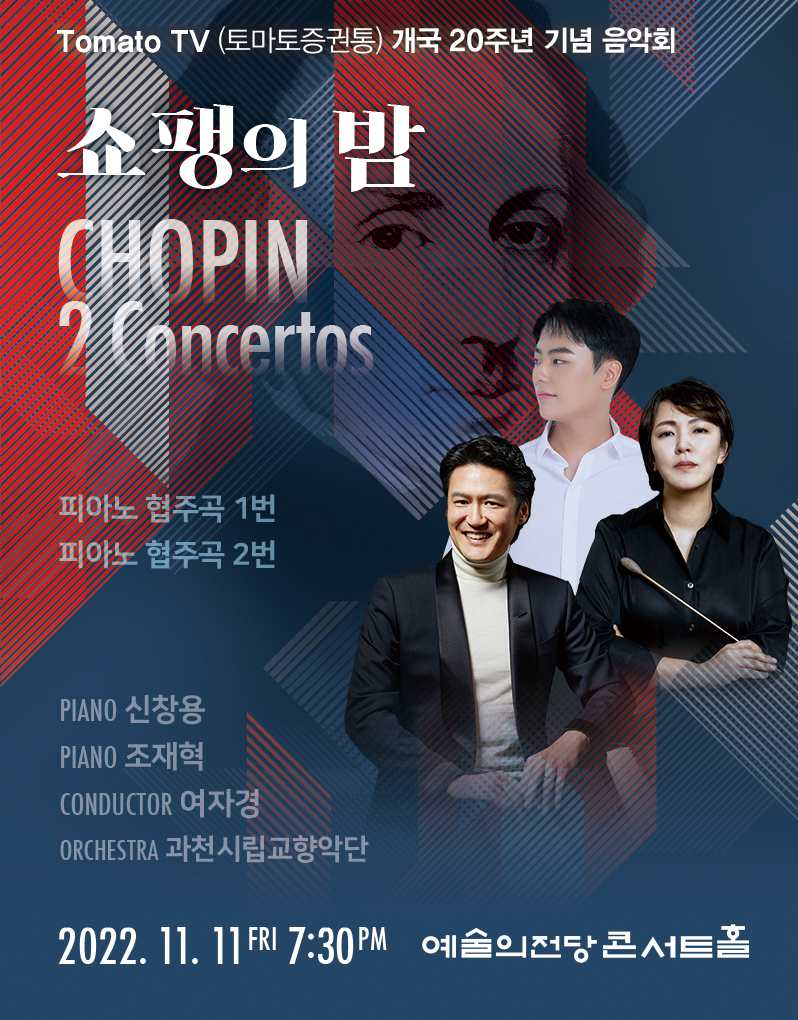 Tomato TV (토마토증권통) 개국 20주년 기념 음악회
쇼팽의 밤
CHOPIN
2 Concertos
피아노 협주곡 1번
피아노 협주곡 2번
PIANO 신창용
PIANO 조재혁
CONDUCTOR 여자경
ORCHESTRA 과천시립교향악단
2022. 11. 11 FRI 7:30 PM 예술의전당 콘서트홀